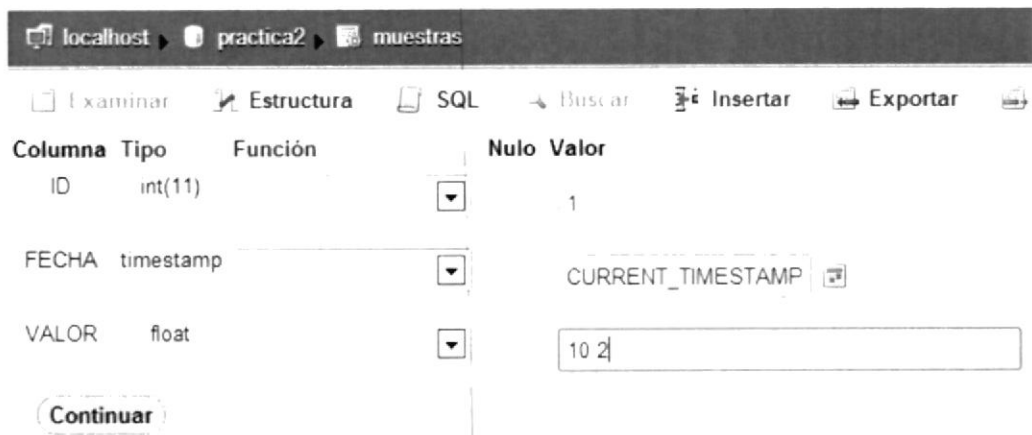 localhost practica2 muestras
Examinar Estructura SQL Buscar Insertar Exportar
Columna Tipo Función Nulo Valor
ID int(11) 1
FECHA timestamp CURRENT_TIMESTAMP
VALOR float 10 2
Continuar